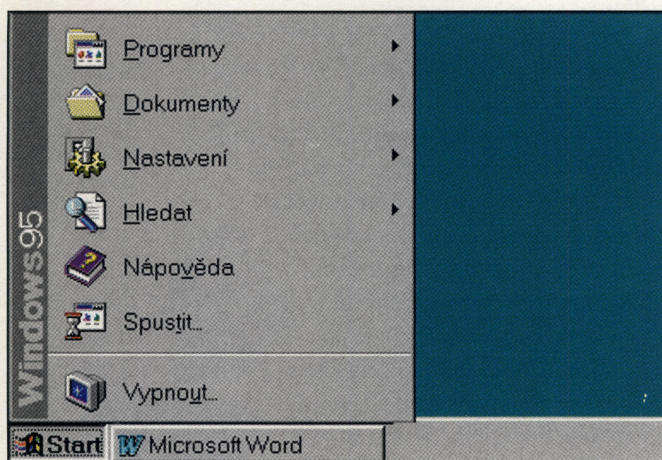 Programy
Dokumenty
Nastavení
Hledat
Nápověda
Spustit...
Vypnout...
Windows95
Start
Microsoft Word